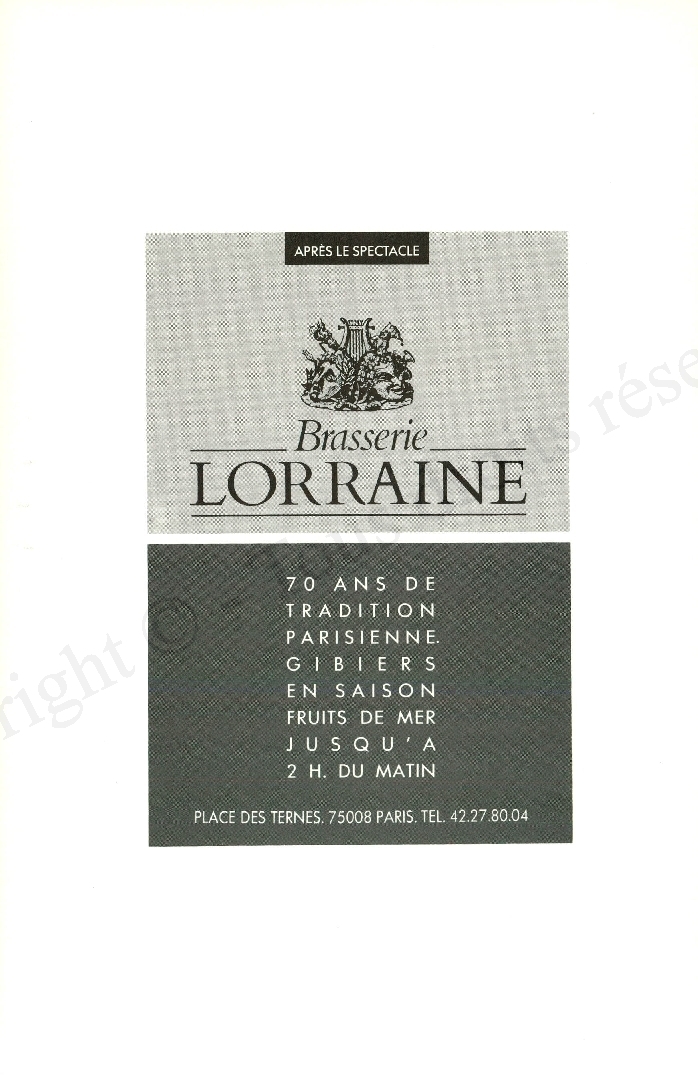 APRÈS LE SPECTACLE
Brasserie
LORRAINE
70 ANS DE
TRADITION
PARISIENNE.
GIBIERS
EN SAISON
FRUITS DE MER
JUSQU'A
2 H. DU MATIN
PLACE DES TERNES. 75008 PARIS. TEL. 42.27.80.04